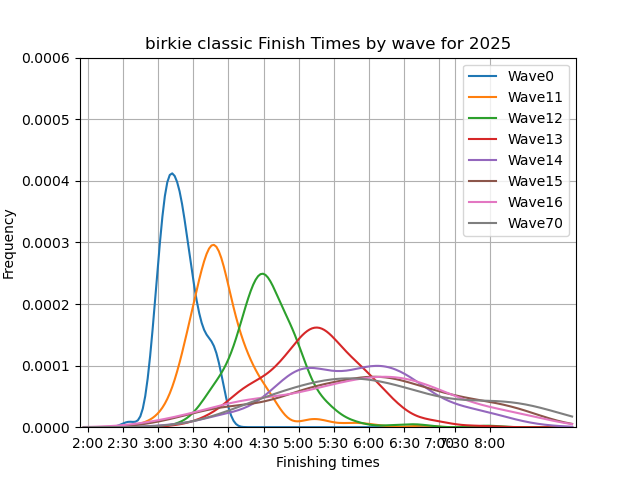 birkie classic Finish Times by wave for 2025
0.0006
0.0005
0.0004
0.0003
0.0002
0.0001
0.0000
Frequency
Wave0
Wave11
Wave12
Wave13
Wave14
Wave15
Wave16
Wave70
2:00 2:30 3:00 3:30 4:00 4:30 5:00 5:30 6:00 6:30 7:00 7:30 8:00
Finishing times